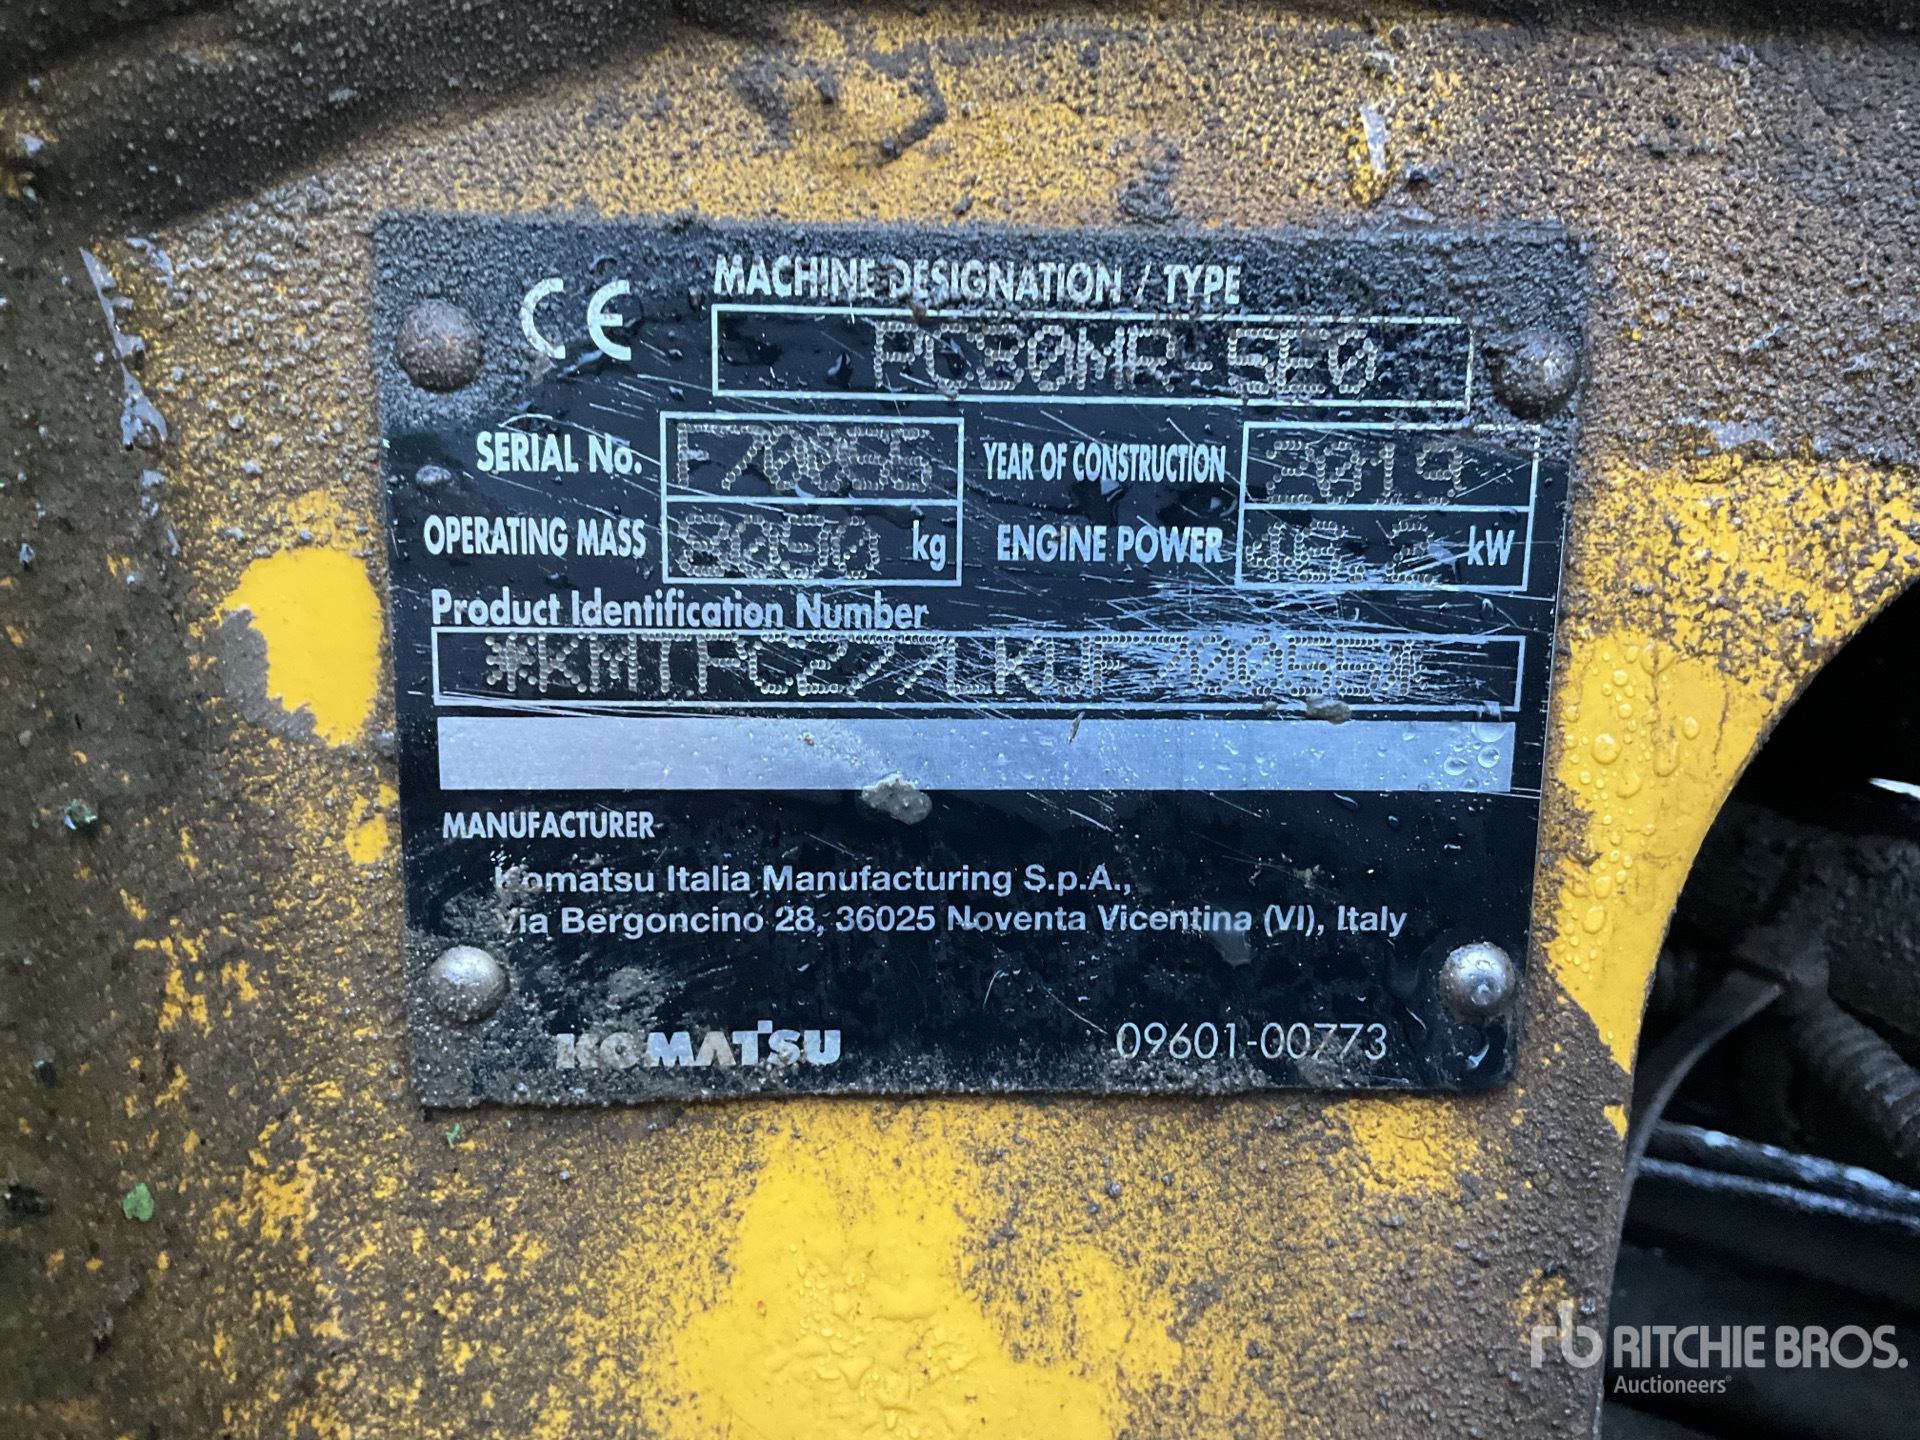 CE
MACHINE DESIGNATION / TYPE
PC80MR-5E0
SERIAL No.
YEAR OF CONSTRUCTION 2019
OPERATING MASS kg
ENGINE POWER kW
Product Identification Number
MANUFACTURER
Komatsu Italia Manufacturing S.p.A.,
Via Bergoncino 28, 36025 Noventa Vicentina (VI), Italy
KOMATSU 09601-00773
rb RITCHIE BROS.
Auctioneers